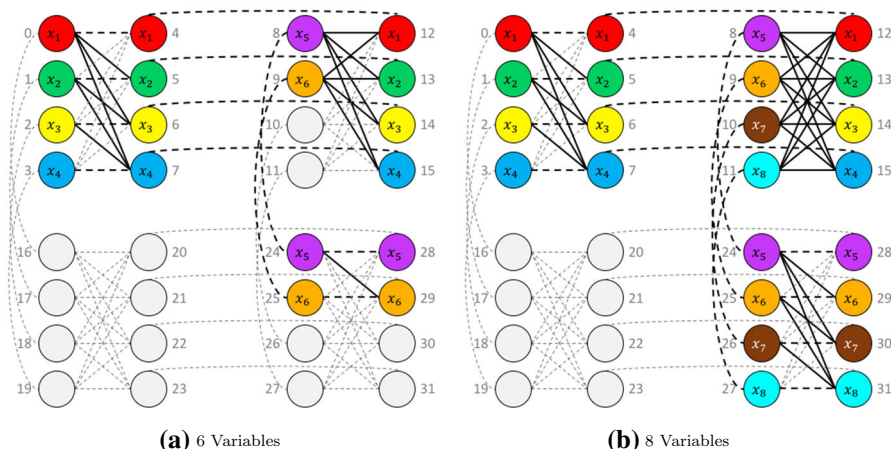 0 x₁ x₁ 4 8 x₅ x₁ 12 0 x₁ x₁ 4 8 x₅ x₁ 12
1 x₂ x₂ 5 9 x₆ x₂ 13 1 x₂ x₂ 5 9 x₆ x₂ 13
2 x₃ x₃ 6 10 x₃ 14 2 x₃ x₃ 6 10 x₇ x₃ 14
3 x₄ x₄ 7 11 x₄ 15 3 x₄ x₄ 7 11 x₈ x₄ 15
16 20 24 x₅ x₅ 28 16 20 24 x₅ x₅ 28
17 21 25 x₆ x₆ 29 17 21 25 x₆ x₆ 29
18 22 26 30 18 22 26 x₇ x₇ 30
19 23 27 31 19 23 27 x₈ x₈ 31
(a) 6 Variables (b) 8 Variables